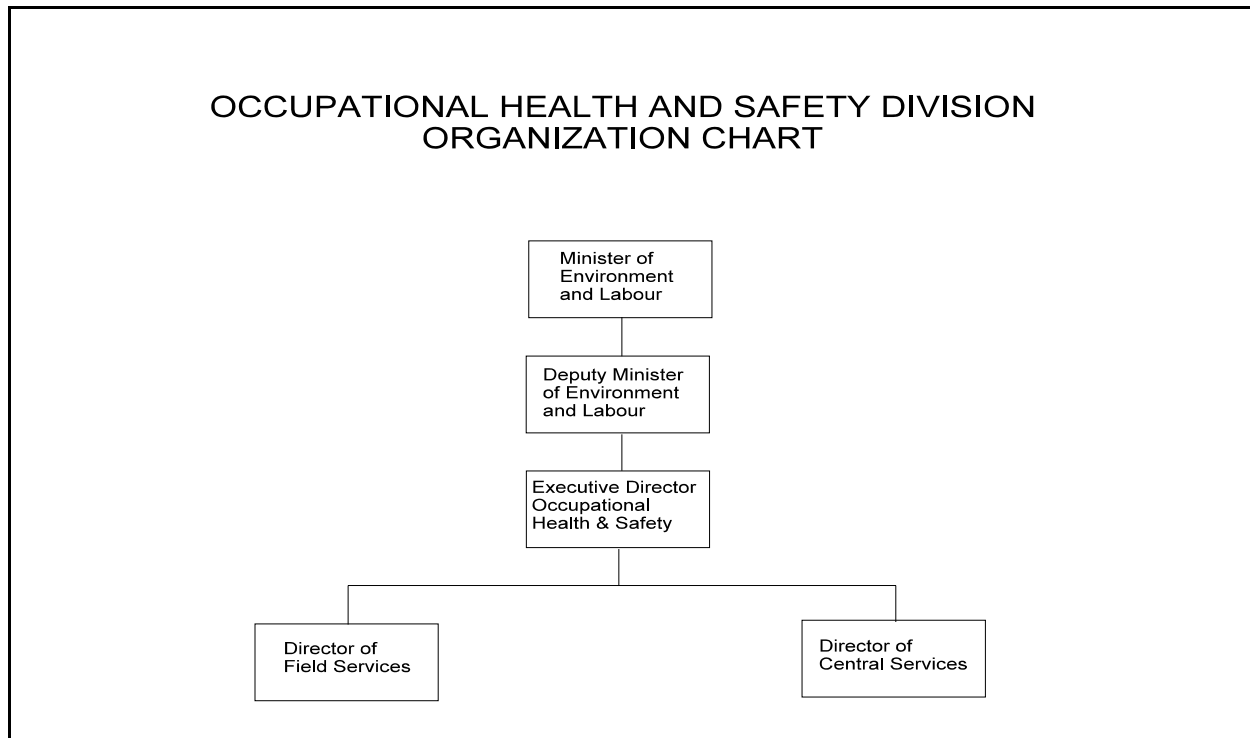 OCCUPATIONAL HEALTH AND SAFETY DIVISION
ORGANIZATION CHART
Minister of
Environment
and Labour
Deputy Minister
of Environment
and Labour
Executive Director
Occupational
Health & Safety
Director of
Field Services
Director of
Central Services